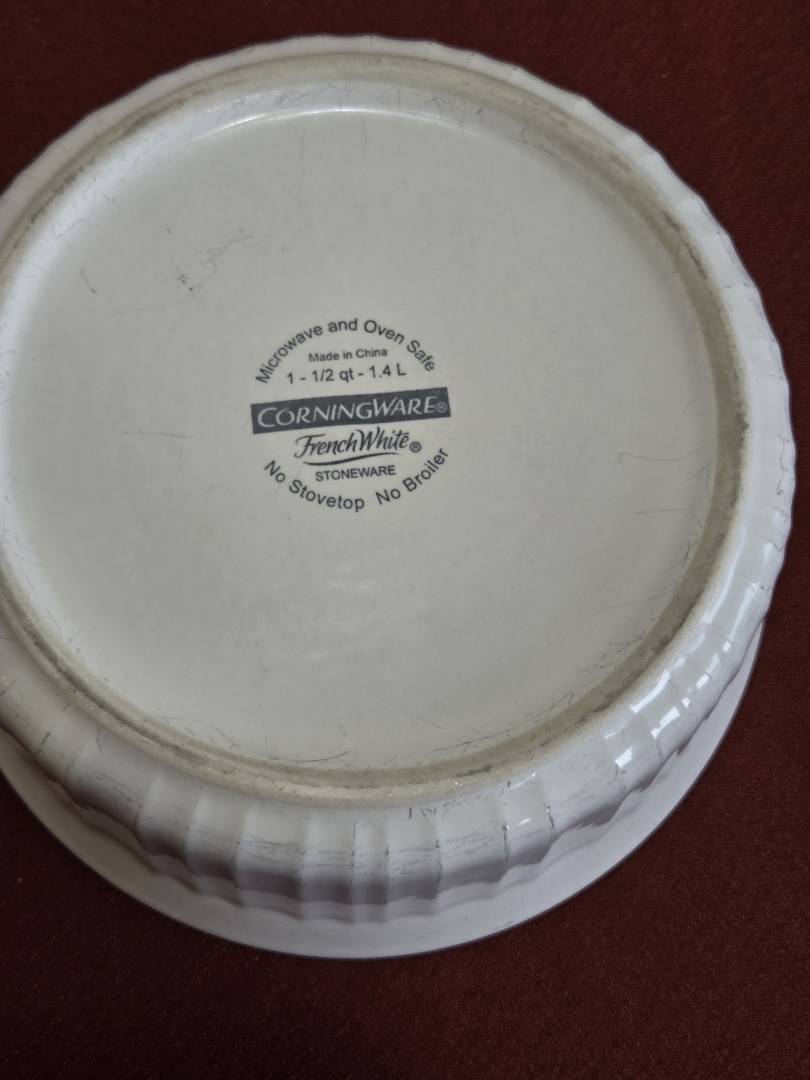 Microwave and Oven Safe
Made in China
1 - 1/2 qt - 1.4 L
CORNINGWARE®
French White®
STONEWARE
No Stovetop No Broiler